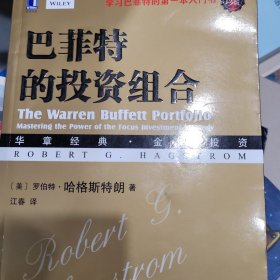 WILEY
学习巴菲特的第一本入门书
巴菲特
的投资组合
The Warren Buffett Portfolio
Mastering the Power of the Focus Investment
华章经典·金融投资
ROBERT G. HAGSTROM
[美] 罗伯特·哈格斯特朗 著
江春 译
Robert
G.